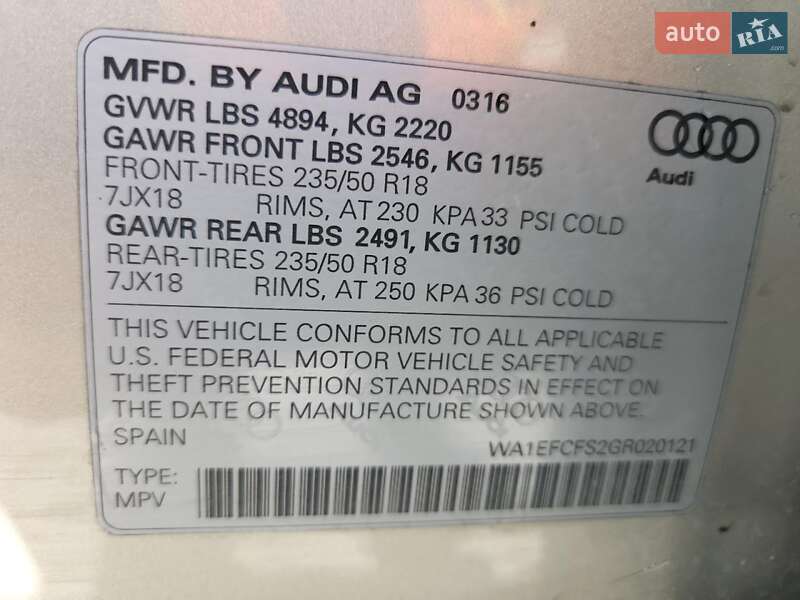 auto RIA .com
MFD. BY AUDI AG 0316
GVWR LBS 4894, KG 2220
GAWR FRONT LBS 2546, KG 1155
FRONT-TIRES 235/50 R18
7JX18 RIMS, AT 230 KPA 33 PSI COLD
GAWR REAR LBS 2491, KG 1130
REAR-TIRES 235/50 R18
7JX18 RIMS, AT 250 KPA 36 PSI COLD
Audi
THIS VEHICLE CONFORMS TO ALL APPLICABLE
U.S. FEDERAL MOTOR VEHICLE SAFETY AND
THEFT PREVENTION STANDARDS IN EFFECT ON
THE DATE OF MANUFACTURE SHOWN ABOVE.
SPAIN WA1EFCFS2GR020121
TYPE:
MPV